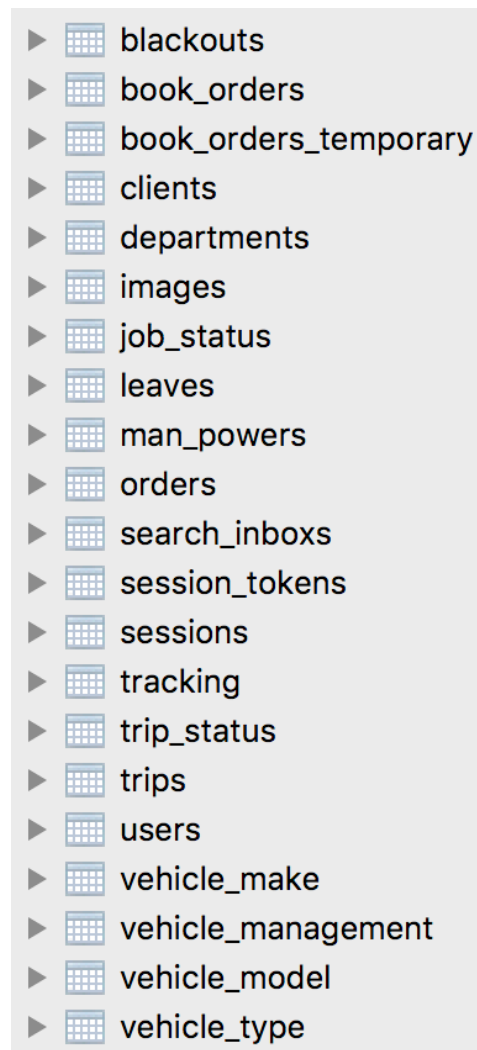 blackouts
book_orders
book_orders_temporary
clients
departments
images
job_status
leaves
man_powers
orders
search_inboxs
session_tokens
sessions
tracking
trip_status
trips
users
vehicle_make
vehicle_management
vehicle_model
vehicle_type